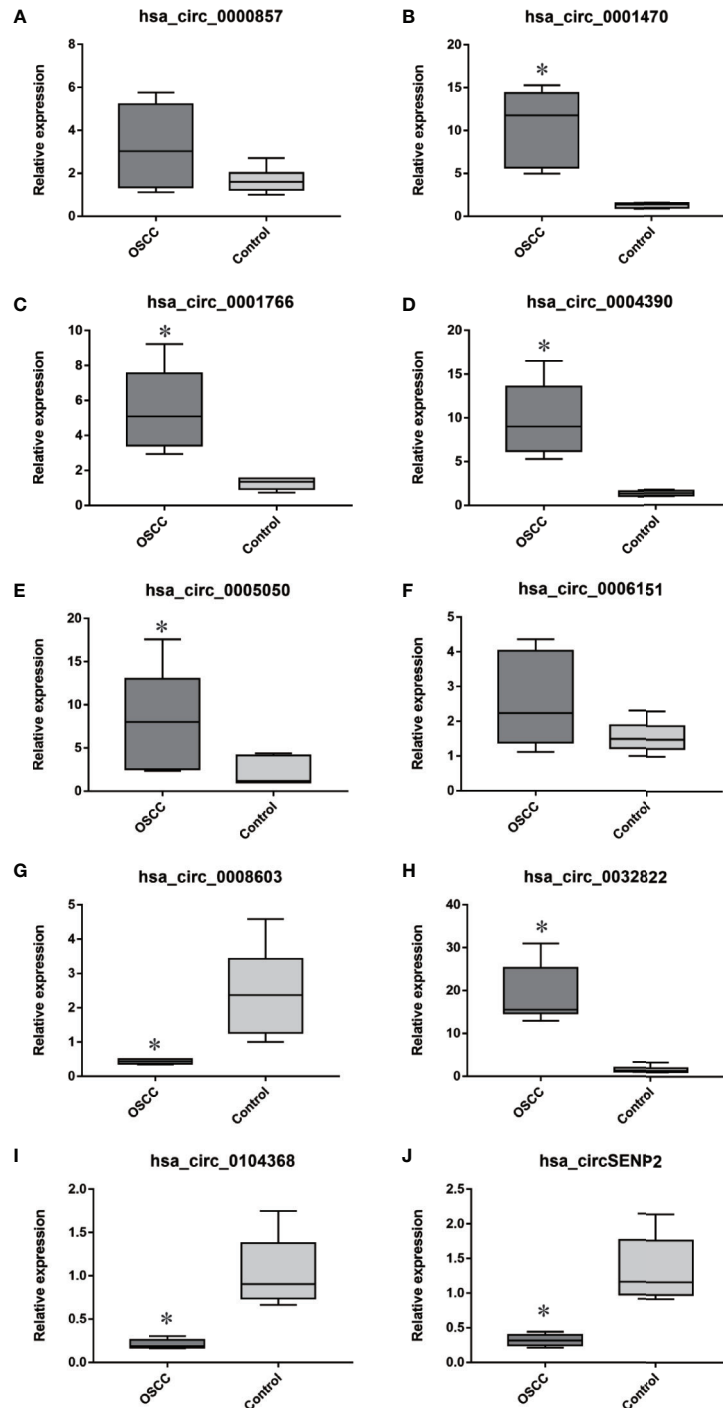 A
hsa_circ_0000857
Relative expression
8
6
4
2
0
OSCC
Control
B
hsa_circ_0001470
Relative expression
20
15
10
5
0
*
OSCC
Control
C
hsa_circ_0001766
Relative expression
10
8
6
4
2
0
*
OSCC
Control
D
hsa_circ_0004390
Relative expression
20
15
10
5
0
*
OSCC
Control
E
hsa_circ_0005050
Relative expression
20
15
10
5
0
*
OSCC
Control
F
hsa_circ_0006151
Relative expression
5
4
3
2
1
0
OSCC
Control
G
hsa_circ_0008603
Relative expression
5
4
3
2
1
0
*
OSCC
Control
H
hsa_circ_0032822
Relative expression
40
30
20
10
0
*
OSCC
Control
I
hsa_circ_0104368
Relative expression
2.0
1.5
1.0
0.5
0.0
*
OSCC
Control
J
hsa_circSENP2
Relative expression
2.5
2.0
1.5
1.0
0.5
0.0
*
OSCC
Control